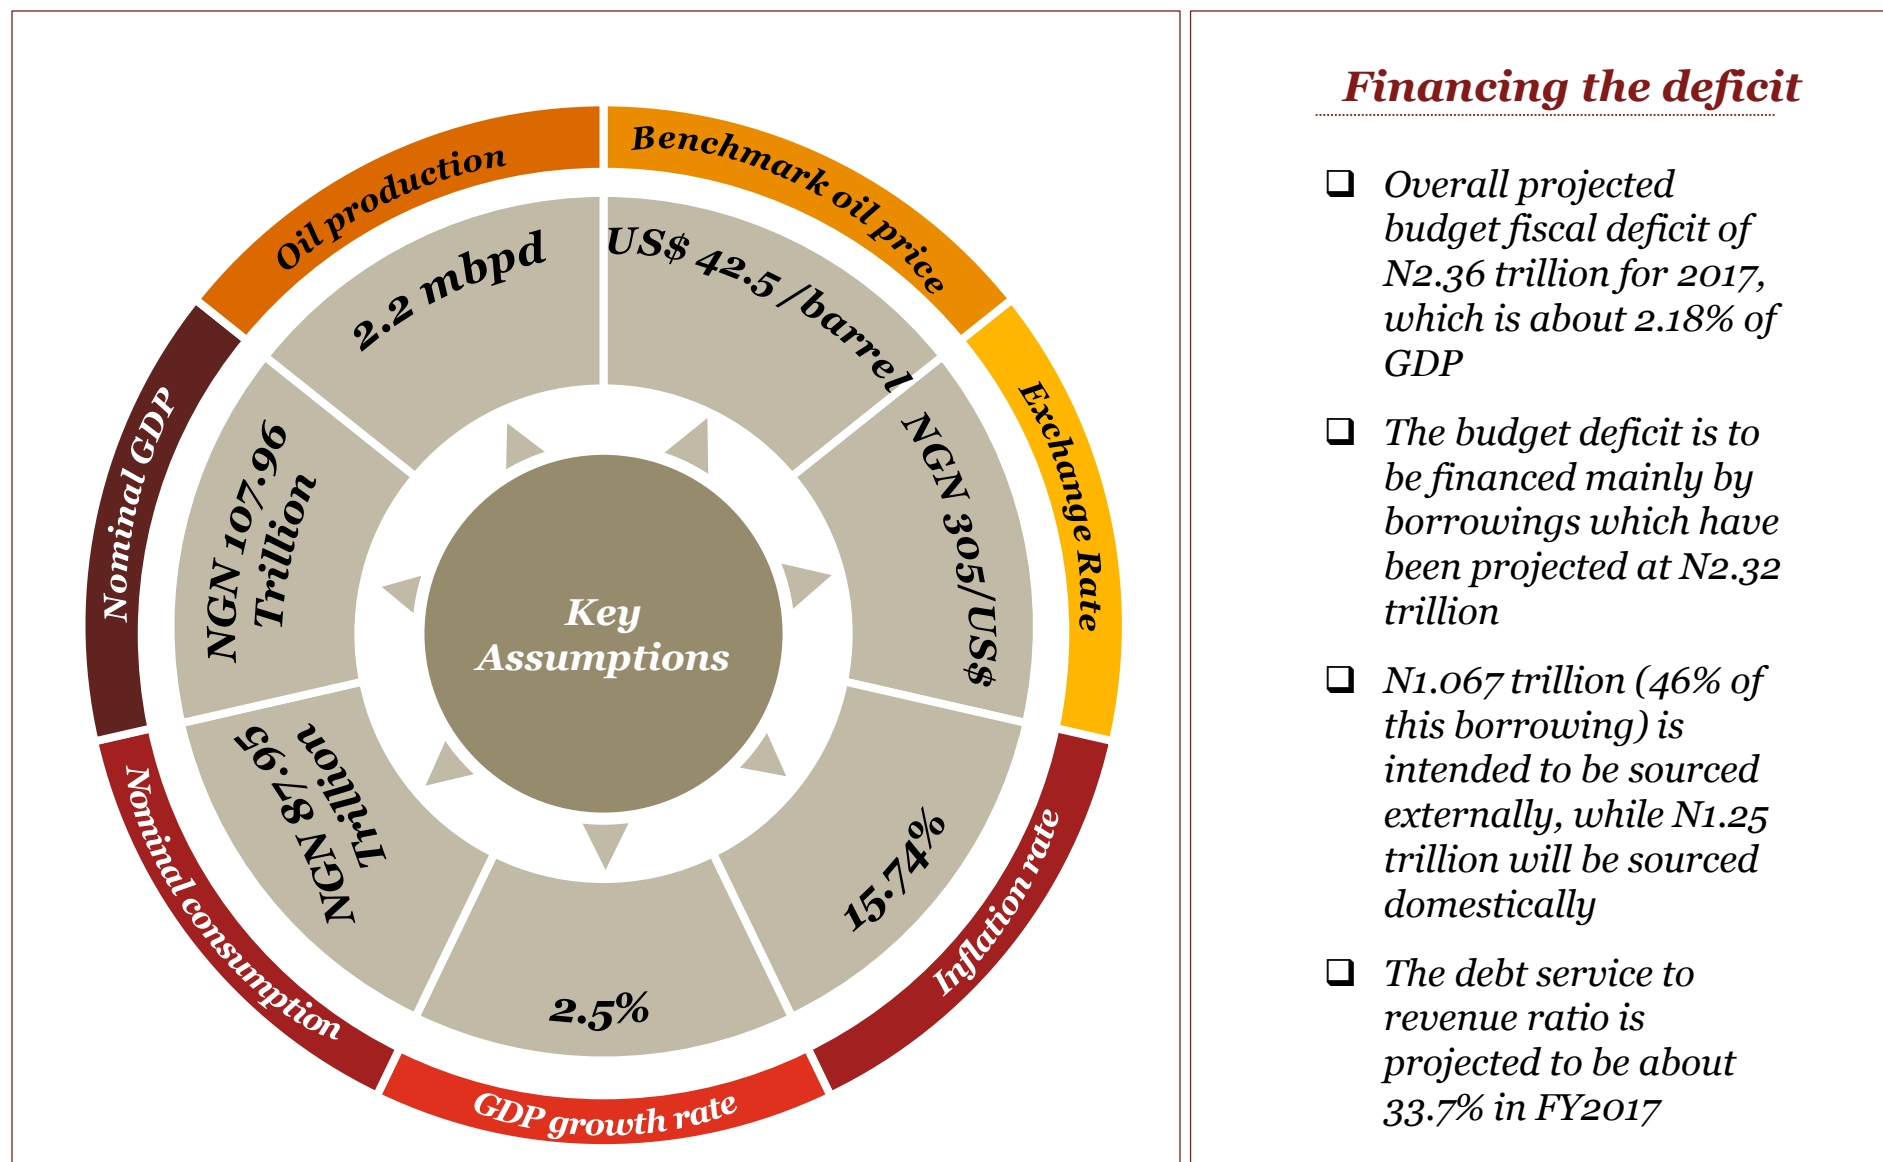 Oil production
2.2 mbpd
Benchmark oil price
US$ 42.5 /barrel
Exchange Rate
NGN 305/US$
Inflation rate
15.74%
GDP growth rate
2.5%
Nominal consumption
NGN 87.95
Trillion
Nominal GDP
NGN 107.96
Trillion
Key
Assumptions
Financing the deficit
❑ Overall projected
budget fiscal deficit of
N2.36 trillion for 2017,
which is about 2.18% of
GDP
❑ The budget deficit is to
be financed mainly by
borrowings which have
been projected at N2.32
trillion
❑ N1.067 trillion (46% of
this borrowing) is
intended to be sourced
externally, while N1.25
trillion will be sourced
domestically
❑ The debt service to
revenue ratio is
projected to be about
33.7% in FY2017